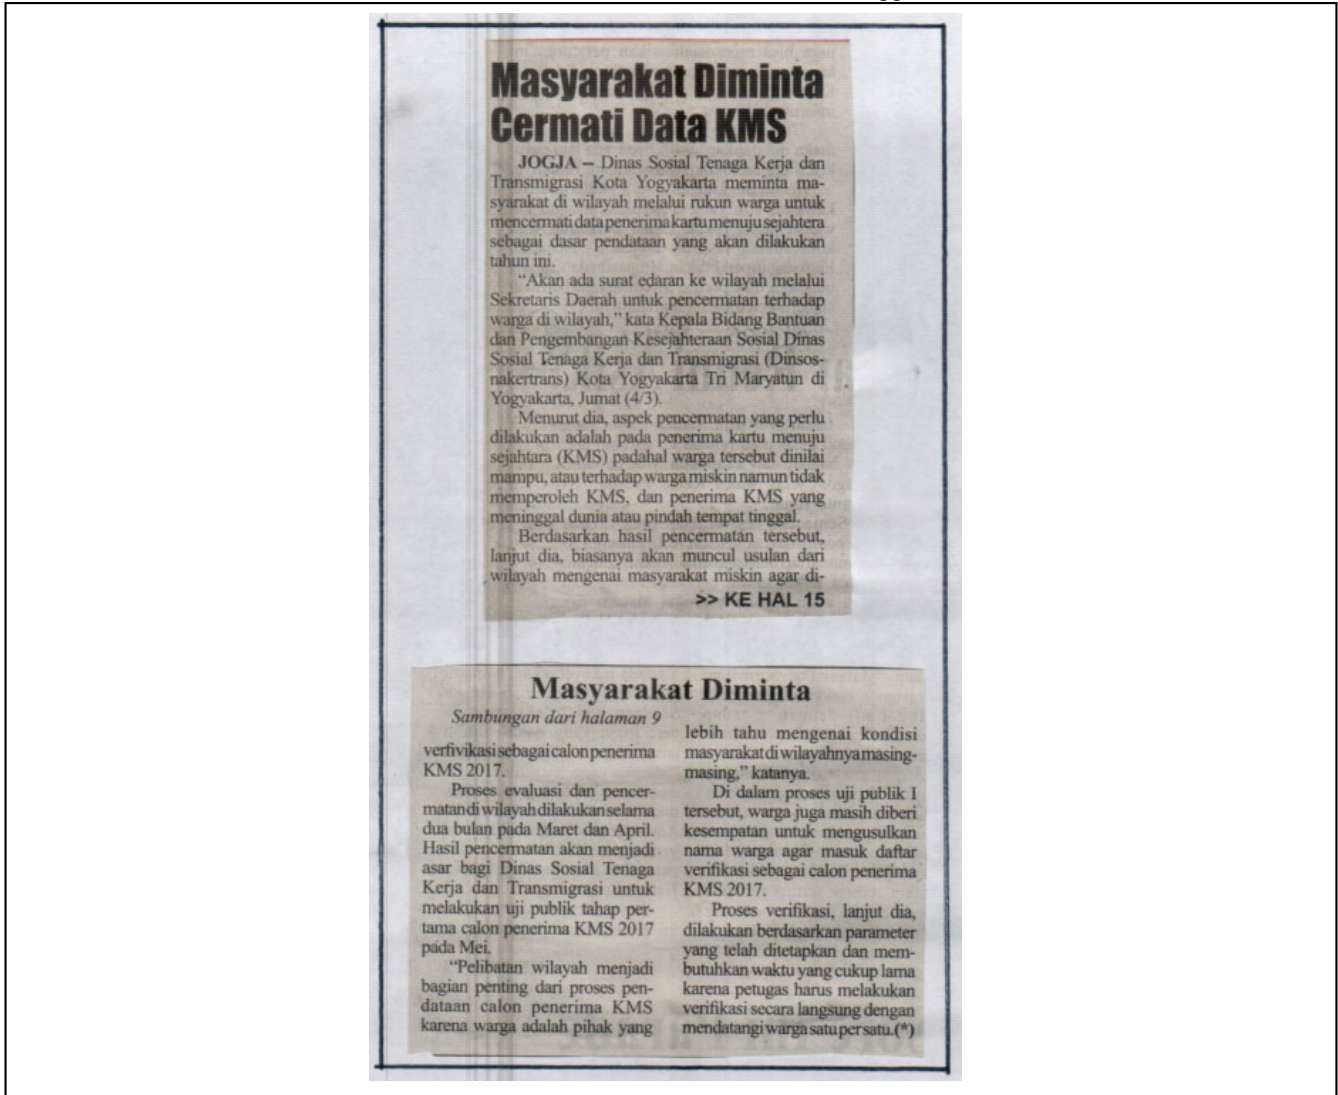 Masyarakat Diminta
Cermati Data KMS
JOGJA – Dinas Sosial Tenaga Kerja dan
Transmigrasi Kota Yogyakarta meminta ma-
syarakat di wilayah melalui rukun warga untuk
mencermati data penerima kartu menuju sejahtera
sebagai dasar pendataan yang akan dilakukan
tahun ini.
“Akan ada surat edaran ke wilayah melalui
Sekretaris Daerah untuk pencermatan terhadap
warga di wilayah,” kata Kepala Bidang Bantuan
dan Pengembangan Kesejahteraan Sosial Dinas
Sosial Tenaga Kerja dan Transmigrasi (Dinsos-
nakertrans) Kota Yogyakarta Tri Maryatun di
Yogyakarta, Jumat (4/3).
Menurut dia, aspek pencermatan yang perlu
dilakukan adalah pada penerima kartu menuju
sejahtara (KMS) padahal warga tersebut dinilai
mampu, atau terhadap warga miskin namun tidak
memperoleh KMS, dan penerima KMS yang
meninggal dunia atau pindah tempat tinggal.
Berdasarkan hasil pencermatan tersebut,
lanjut dia, biasanya akan muncul usulan dari
wilayah mengenai masyarakat miskin agar di-
>> KE HAL 15
Masyarakat Diminta
Sambungan dari halaman 9
verfivikasi sebagai calon penerima
KMS 2017.
Proses evaluasi dan pencer-
matan di wilayah dilakukan selama
dua bulan pada Maret dan April.
Hasil pencermatan akan menjadi
asar bagi Dinas Sosial Tenaga
Kerja dan Transmigrasi untuk
melakukan uji publik tahap per-
tama calon penerima KMS 2017
pada Mei.
“Pelibatan wilayah menjadi
bagian penting dari proses pen-
dataan calon penerima KMS
karena warga adalah pihak yang
lebih tahu mengenai kondisi
masyarakat di wilayahnya masing-
masing,” katanya.
Di dalam proses uji publik I
tersebut, warga juga masih diberi
kesempatan untuk mengusulkan
nama warga agar masuk daftar
verifikasi sebagai calon penerima
KMS 2017.
Proses verifikasi, lanjut dia,
dilakukan berdasarkan parameter
yang telah ditetapkan dan mem-
butuhkan waktu yang cukup lama
karena petugas harus melakukan
verifikasi secara langsung dengan
mendatangi warga satu per satu.(*)